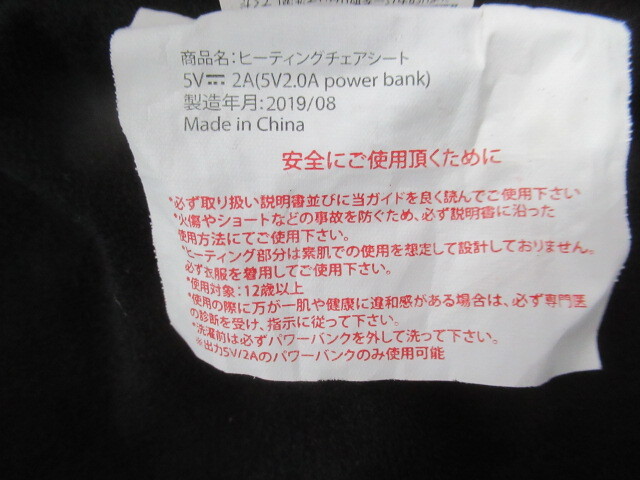 商品名:ヒーティングチェアシート
5V⎓ 2A(5V2.0A power bank)
製造年月:2019/08
Made in China
安全にご使用頂くために
*必ず取り扱い説明書並びに当ガイドを良く読んでご使用下さい
*火傷やショートなどの事故を防ぐため、必ず説明書に沿った
使用方法にてご使用下さい。
*ヒーティング部分は素肌での使用を想定して設計しておりません。
必ず衣服を着用してご使用下さい。
*使用対象:12歳以上
*使用の際に万が一肌や健康に違和感がある場合は、必ず専門医
の診断を受け、指示に従って下さい。
*洗濯前は必ずパワーバンクを外して洗って下さい。
※出力5V/2Aのパワーバンクのみ使用可能